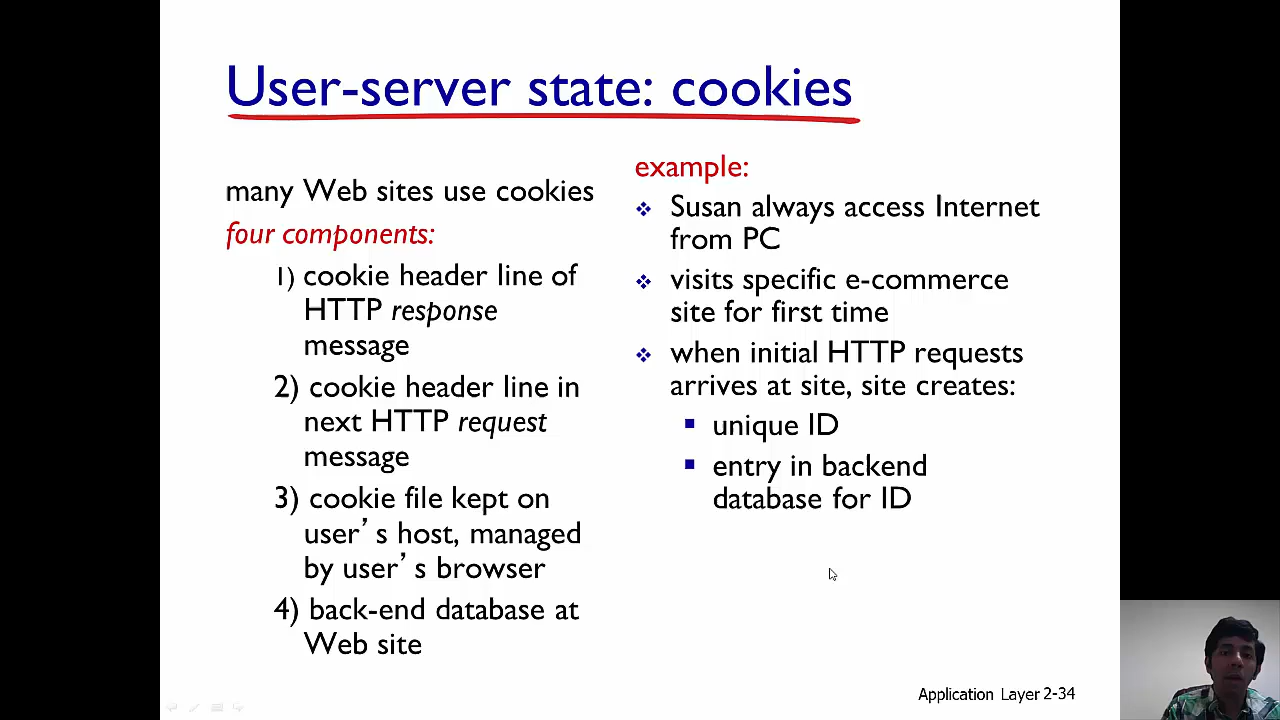 User-server state: cookies
many Web sites use cookies
four components:
1) cookie header line of
HTTP response
message
2) cookie header line in
next HTTP request
message
3) cookie file kept on
user’s host, managed
by user’s browser
4) back-end database at
Web site
example:
Susan always access Internet
from PC
visits specific e-commerce
site for first time
when initial HTTP requests
arrives at site, site creates:
unique ID
entry in backend
database for ID
Application Layer 2-34